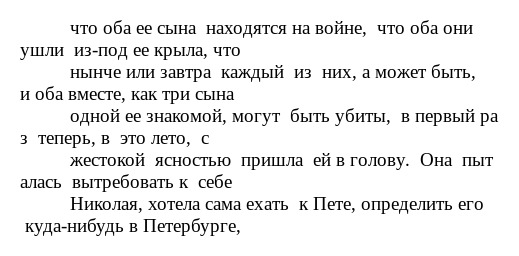 что оба ее сына  находятся на войне,  что оба они
ушли  из-под ее крыла, что
нынче или завтра  каждый  из  них, а может быть,
и оба вместе, как три сына
одной ее знакомой, могут  быть убиты,  в первый ра
з  теперь, в  это лето,  с
жестокой  ясностью  пришла  ей в голову.  Она  пыт
алась  вытребовать к  себе
Николая, хотела сама ехать  к Пете, определить его
куда-нибудь в Петербурге,